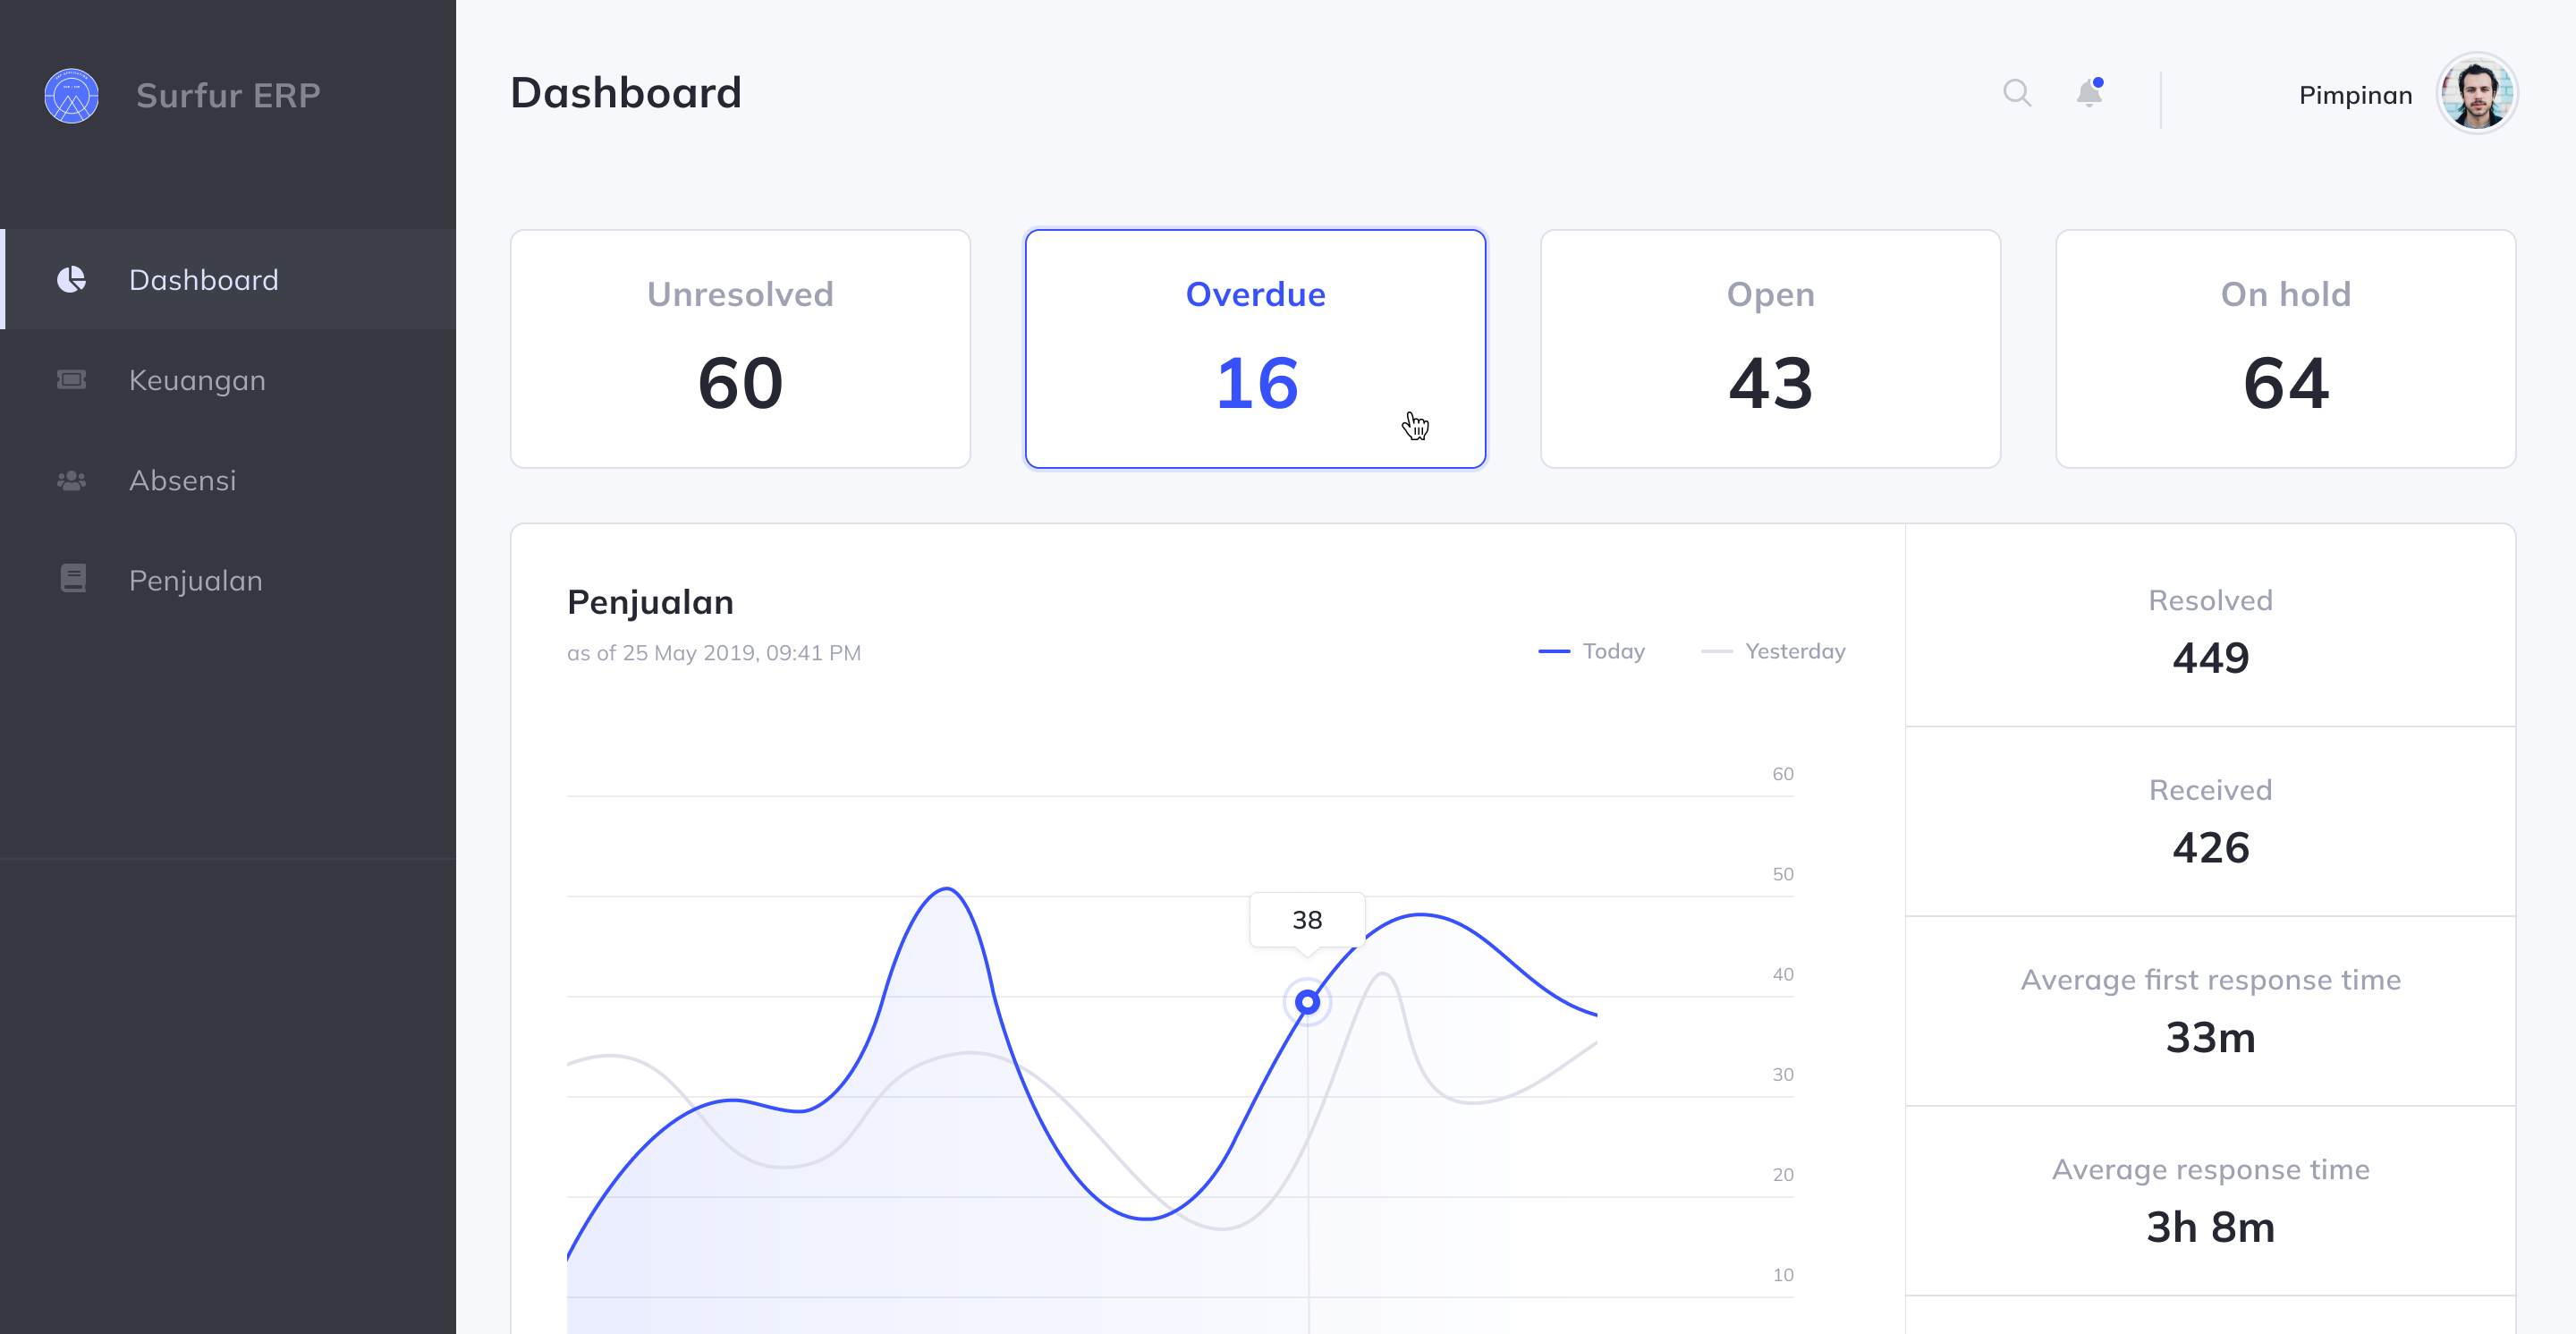 Surfur ERP
Dashboard
Keuangan
Absensi
Penjualan
Dashboard
Pimpinan
Unresolved
60
Overdue
16
Open
43
On hold
64
Penjualan
as of 25 May 2019, 09:41 PM
Today
Yesterday
60
50
40
30
20
10
38
Resolved
449
Received
426
Average first response time
33m
Average response time
3h 8m